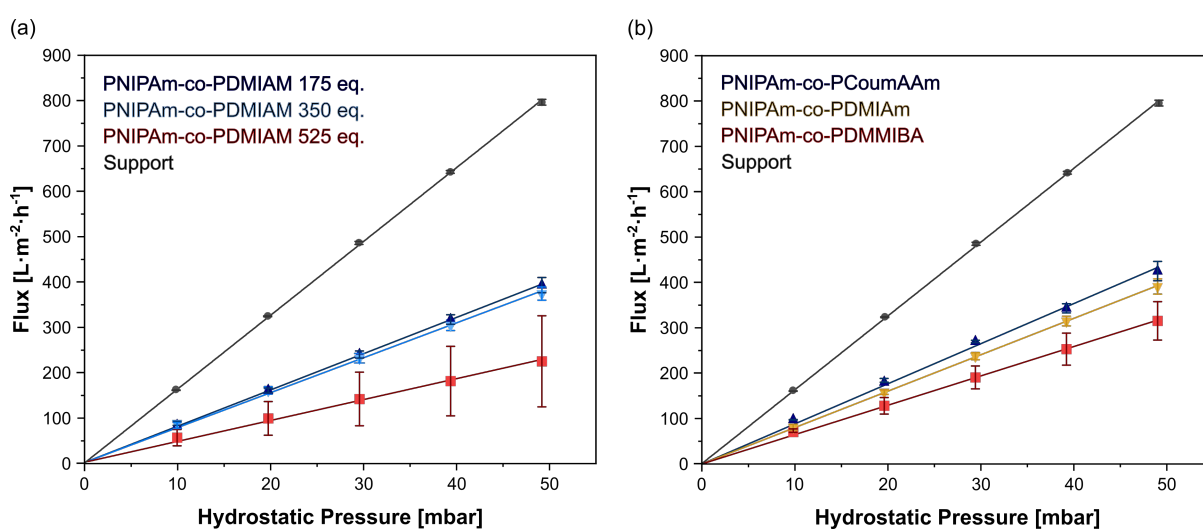 (a)
900
800
700
600
500
400
300
200
100
0
Flux [L·m⁻²·h⁻¹]
PNIPAm-co-PDMIAM 175 eq.
PNIPAm-co-PDMIAM 350 eq.
PNIPAm-co-PDMIAM 525 eq.
Support
0 10 20 30 40 50
Hydrostatic Pressure [mbar]
(b)
900
800
700
600
500
400
300
200
100
0
Flux [L·m⁻²·h⁻¹]
PNIPAm-co-PCoumAAm
PNIPAm-co-PDMIAm
PNIPAm-co-PDMMIBA
Support
0 10 20 30 40 50
Hydrostatic Pressure [mbar]